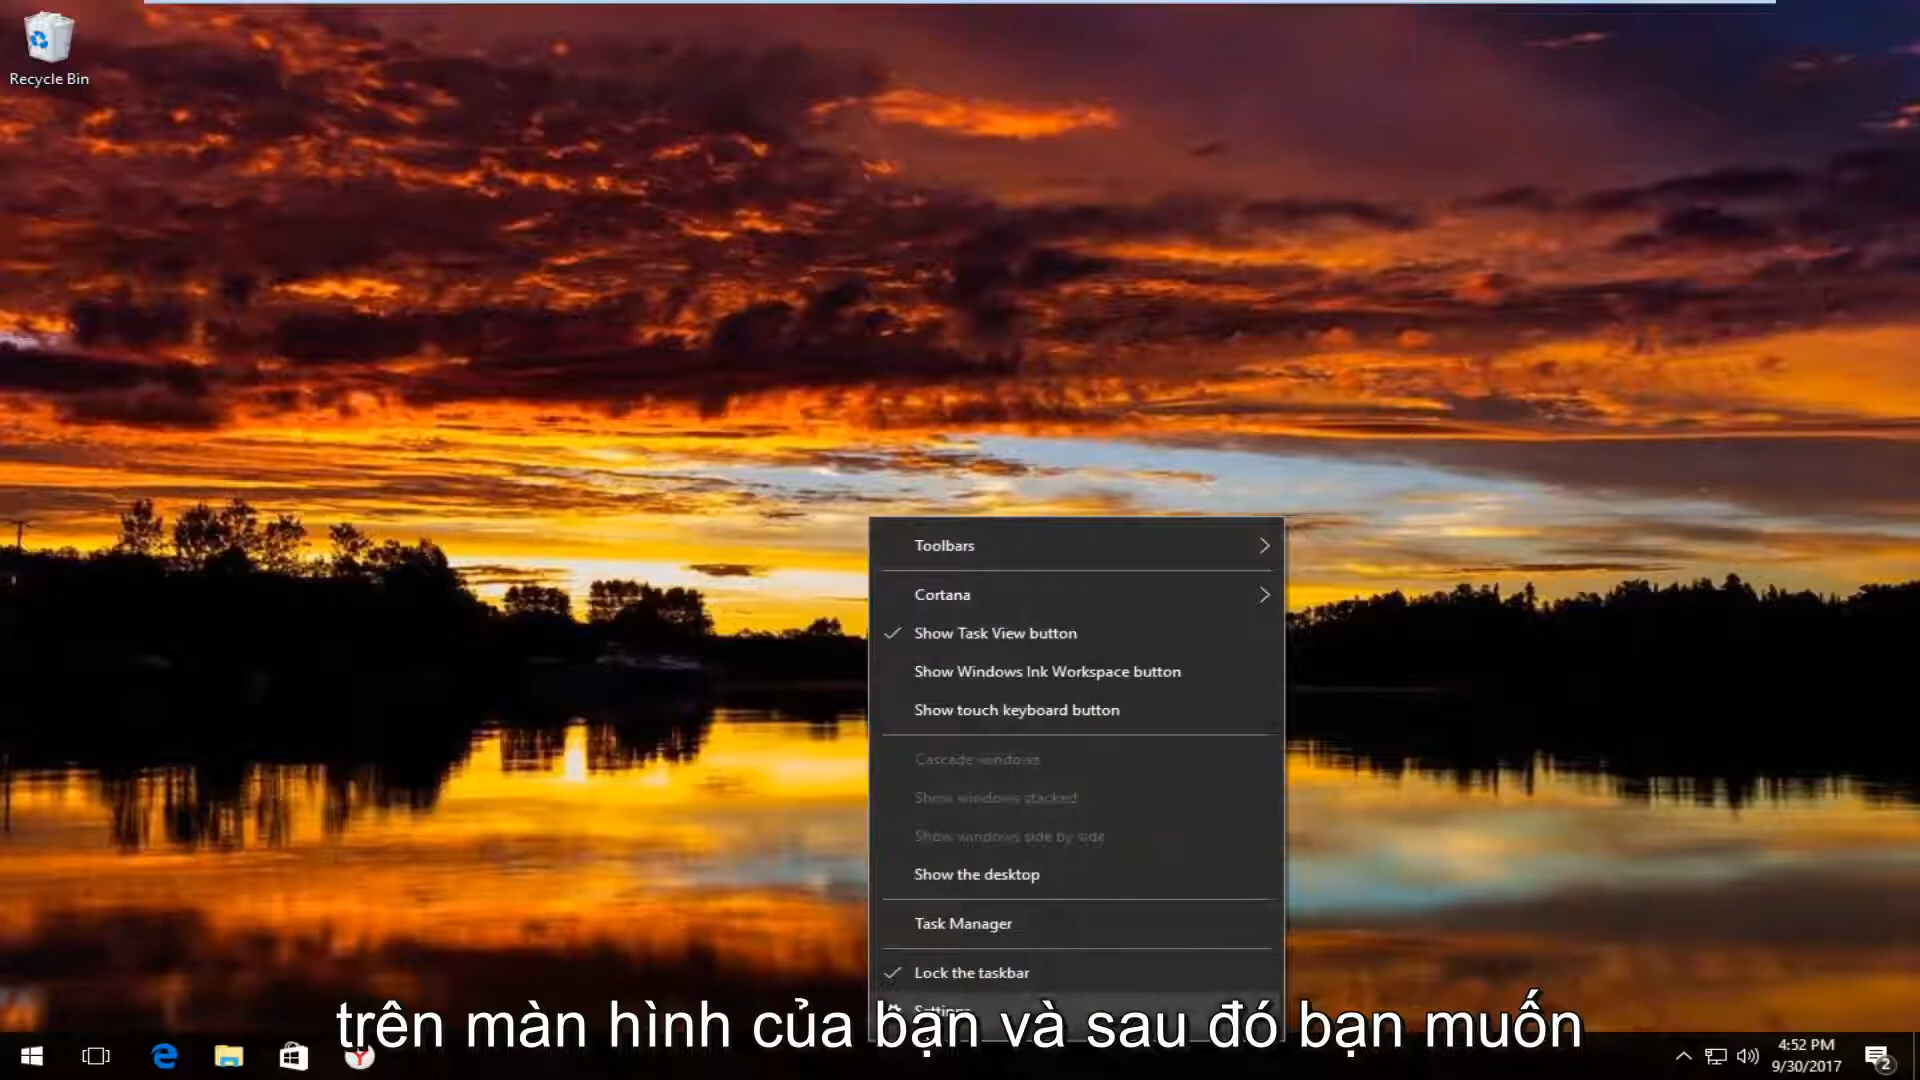 Recycle Bin
Toolbars
Cortana
Show Task View button
Show Windows Ink Workspace button
Show touch keyboard button
Cascade windows
Show windows stacked
Show windows side by side
Show the desktop
Task Manager
Lock the taskbar
Settings
trên màn hình của bạn và sau đó bạn muốn
4:52 PM
9/30/2017
2